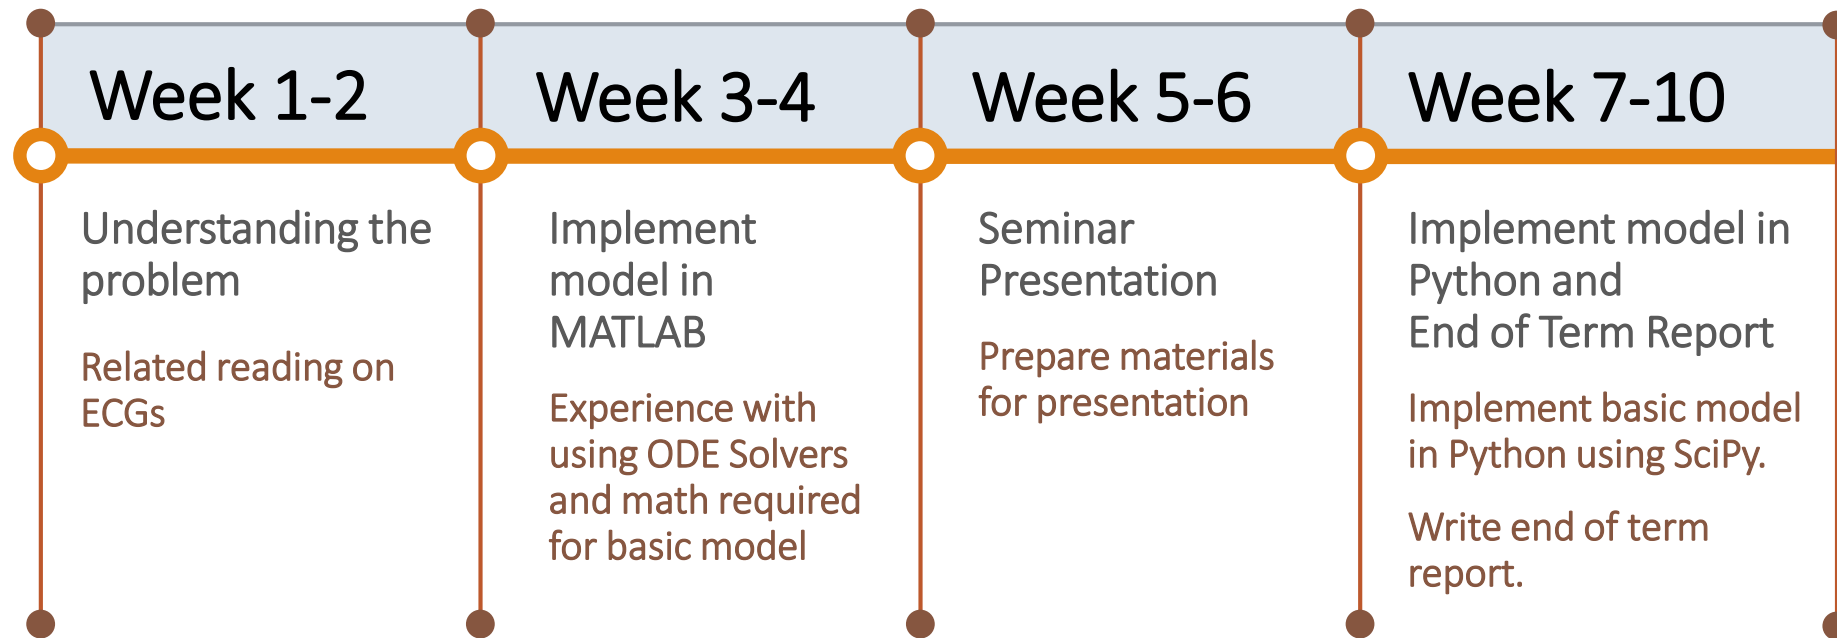 Week 1-2
Understanding the
problem
Related reading on
ECGs
Week 3-4
Implement
model in
MATLAB
Experience with
using ODE Solvers
and math required
for basic model
Week 5-6
Seminar
Presentation
Prepare materials
for presentation
Week 7-10
Implement model in
Python and
End of Term Report
Implement basic model
in Python using SciPy.
Write end of term
report.